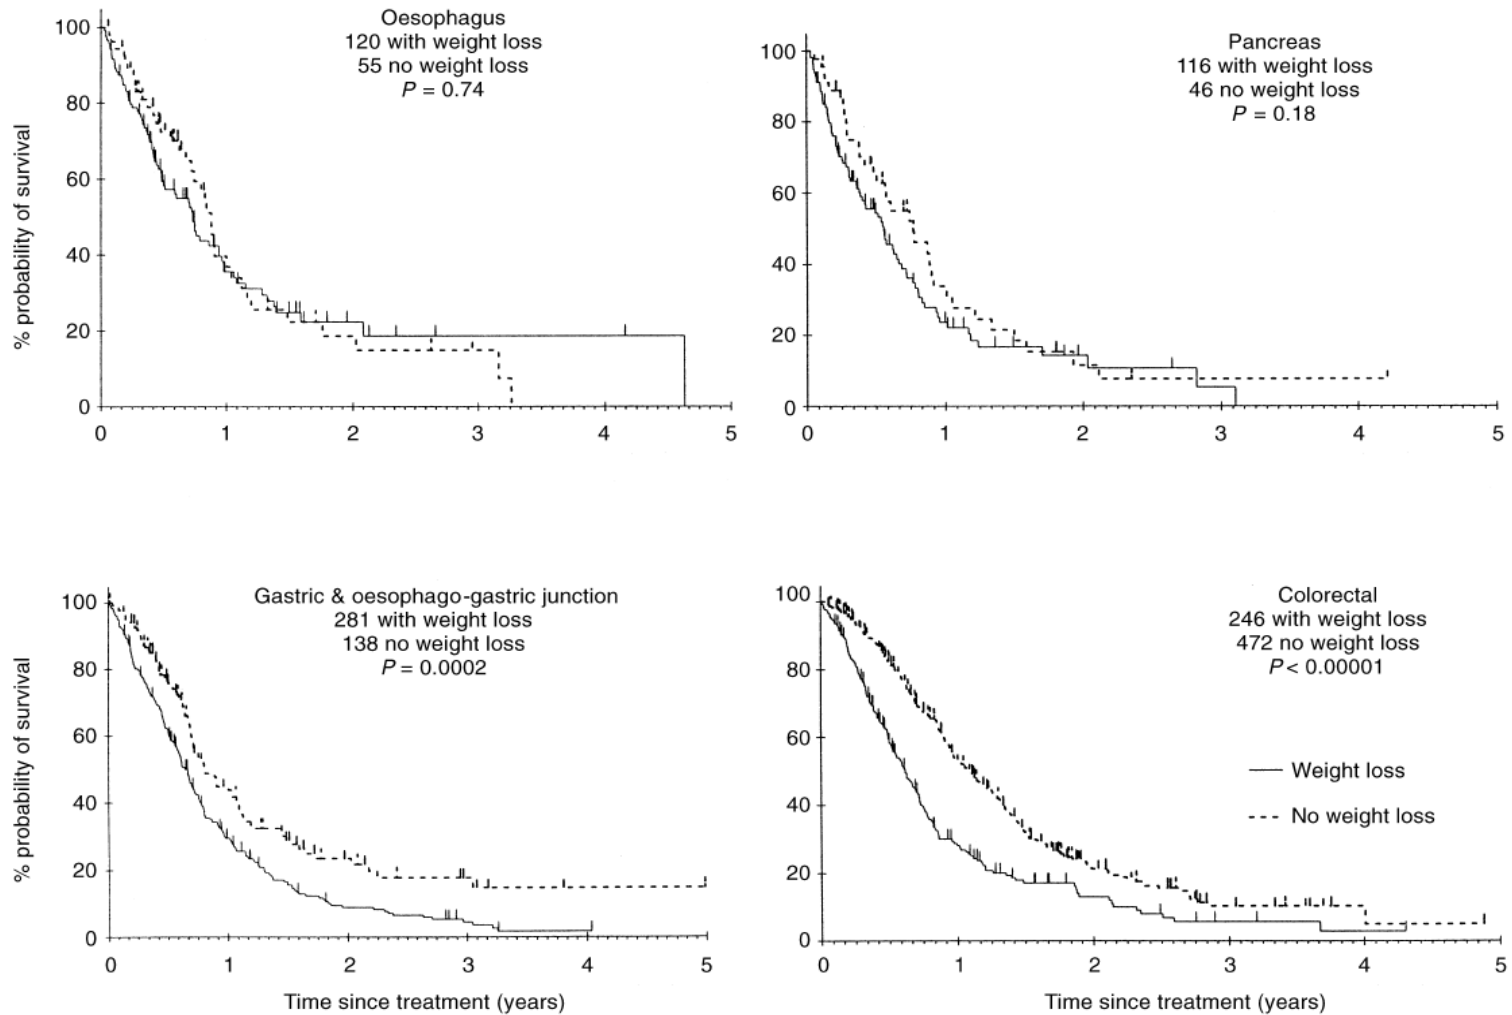 Oesophagus
120 with weight loss
55 no weight loss
P = 0.74
% probability of survival
100
80
60
40
20
0
0 1 2 3 4 5
Pancreas
116 with weight loss
46 no weight loss
P = 0.18
100
80
60
40
20
0
0 1 2 3 4 5
Gastric & oesophago-gastric junction
281 with weight loss
138 no weight loss
P = 0.0002
% probability of survival
100
80
60
40
20
0
0 1 2 3 4 5
Time since treatment (years)
Colorectal
246 with weight loss
472 no weight loss
P < 0.00001
Weight loss
No weight loss
100
80
60
40
20
0
0 1 2 3 4 5
Time since treatment (years)